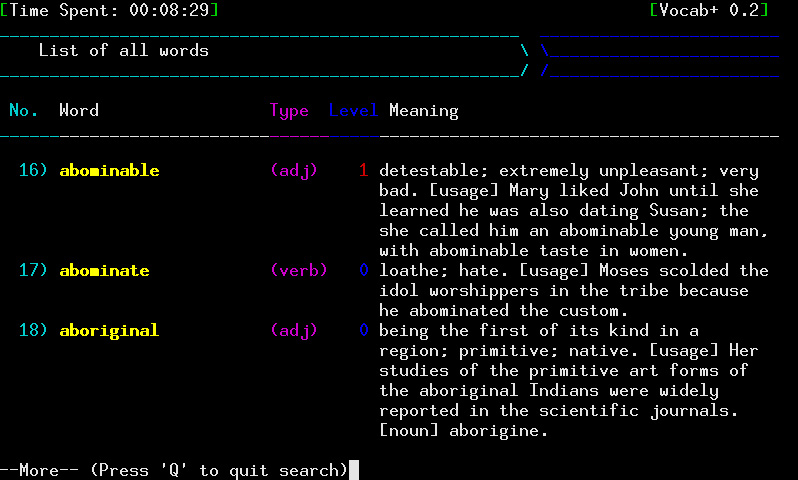 [Time Spent: 00:08:29] [Vocab+ 0.2]
List of all words
No. Word Type Level Meaning
16) abominable (adj) 1 detestable; extremely unpleasant; very
bad. [usage] Mary liked John until she
learned he was also dating Susan; the
she called him an abominable young man,
with abominable taste in women.
17) abominate (verb) 0 loathe; hate. [usage] Moses scolded the
idol worshippers in the tribe because
he abominated the custom.
18) aboriginal (adj) 0 being the first of its kind in a
region; primitive; native. [usage] Her
studies of the primitive art forms of
the aboriginal Indians were widely
reported in the scientific journals.
[noun] aborigine.
--More-- (Press 'Q' to quit search)